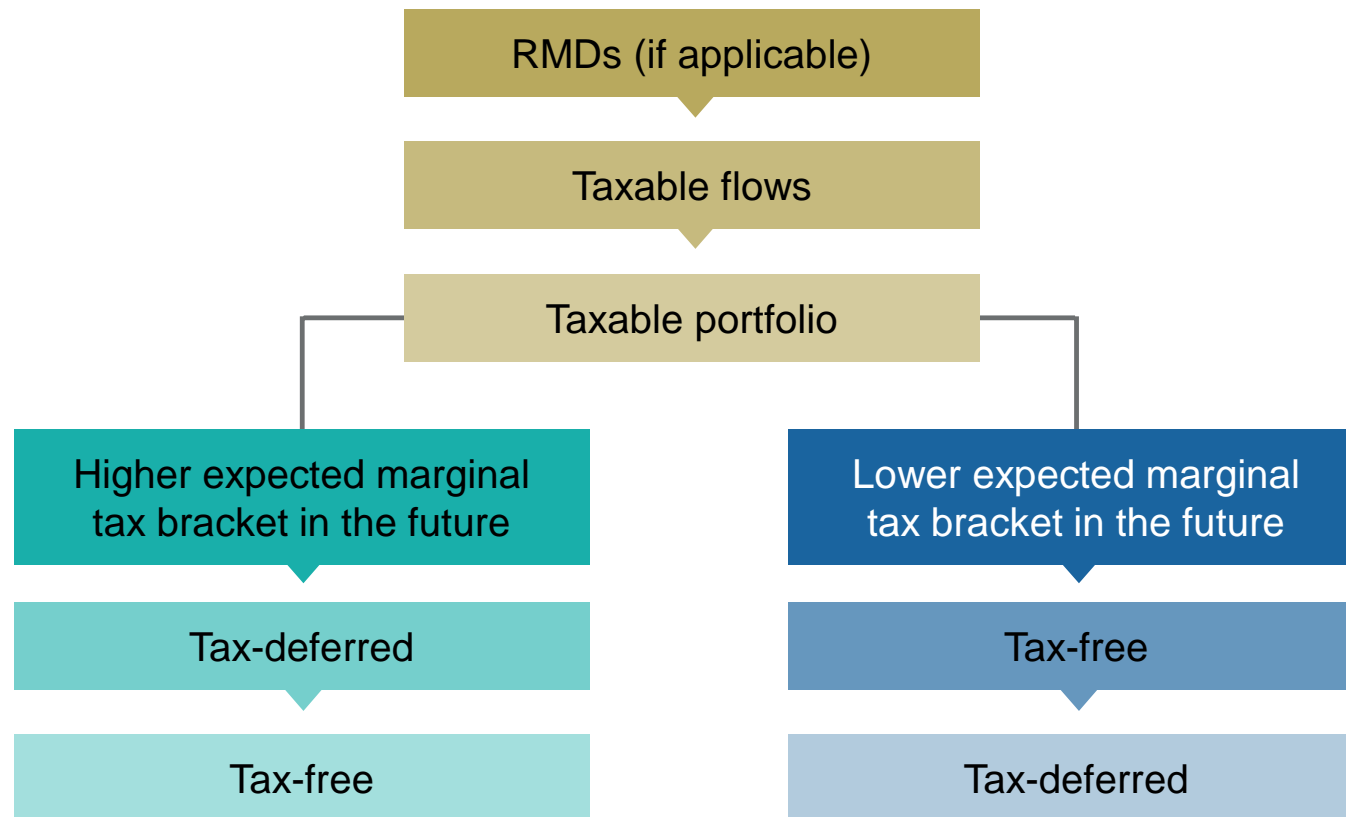 RMDs (if applicable)
Taxable flows
Taxable portfolio
Higher expected marginal
tax bracket in the future
Tax-deferred
Tax-free
Lower expected marginal
tax bracket in the future
Tax-free
Tax-deferred